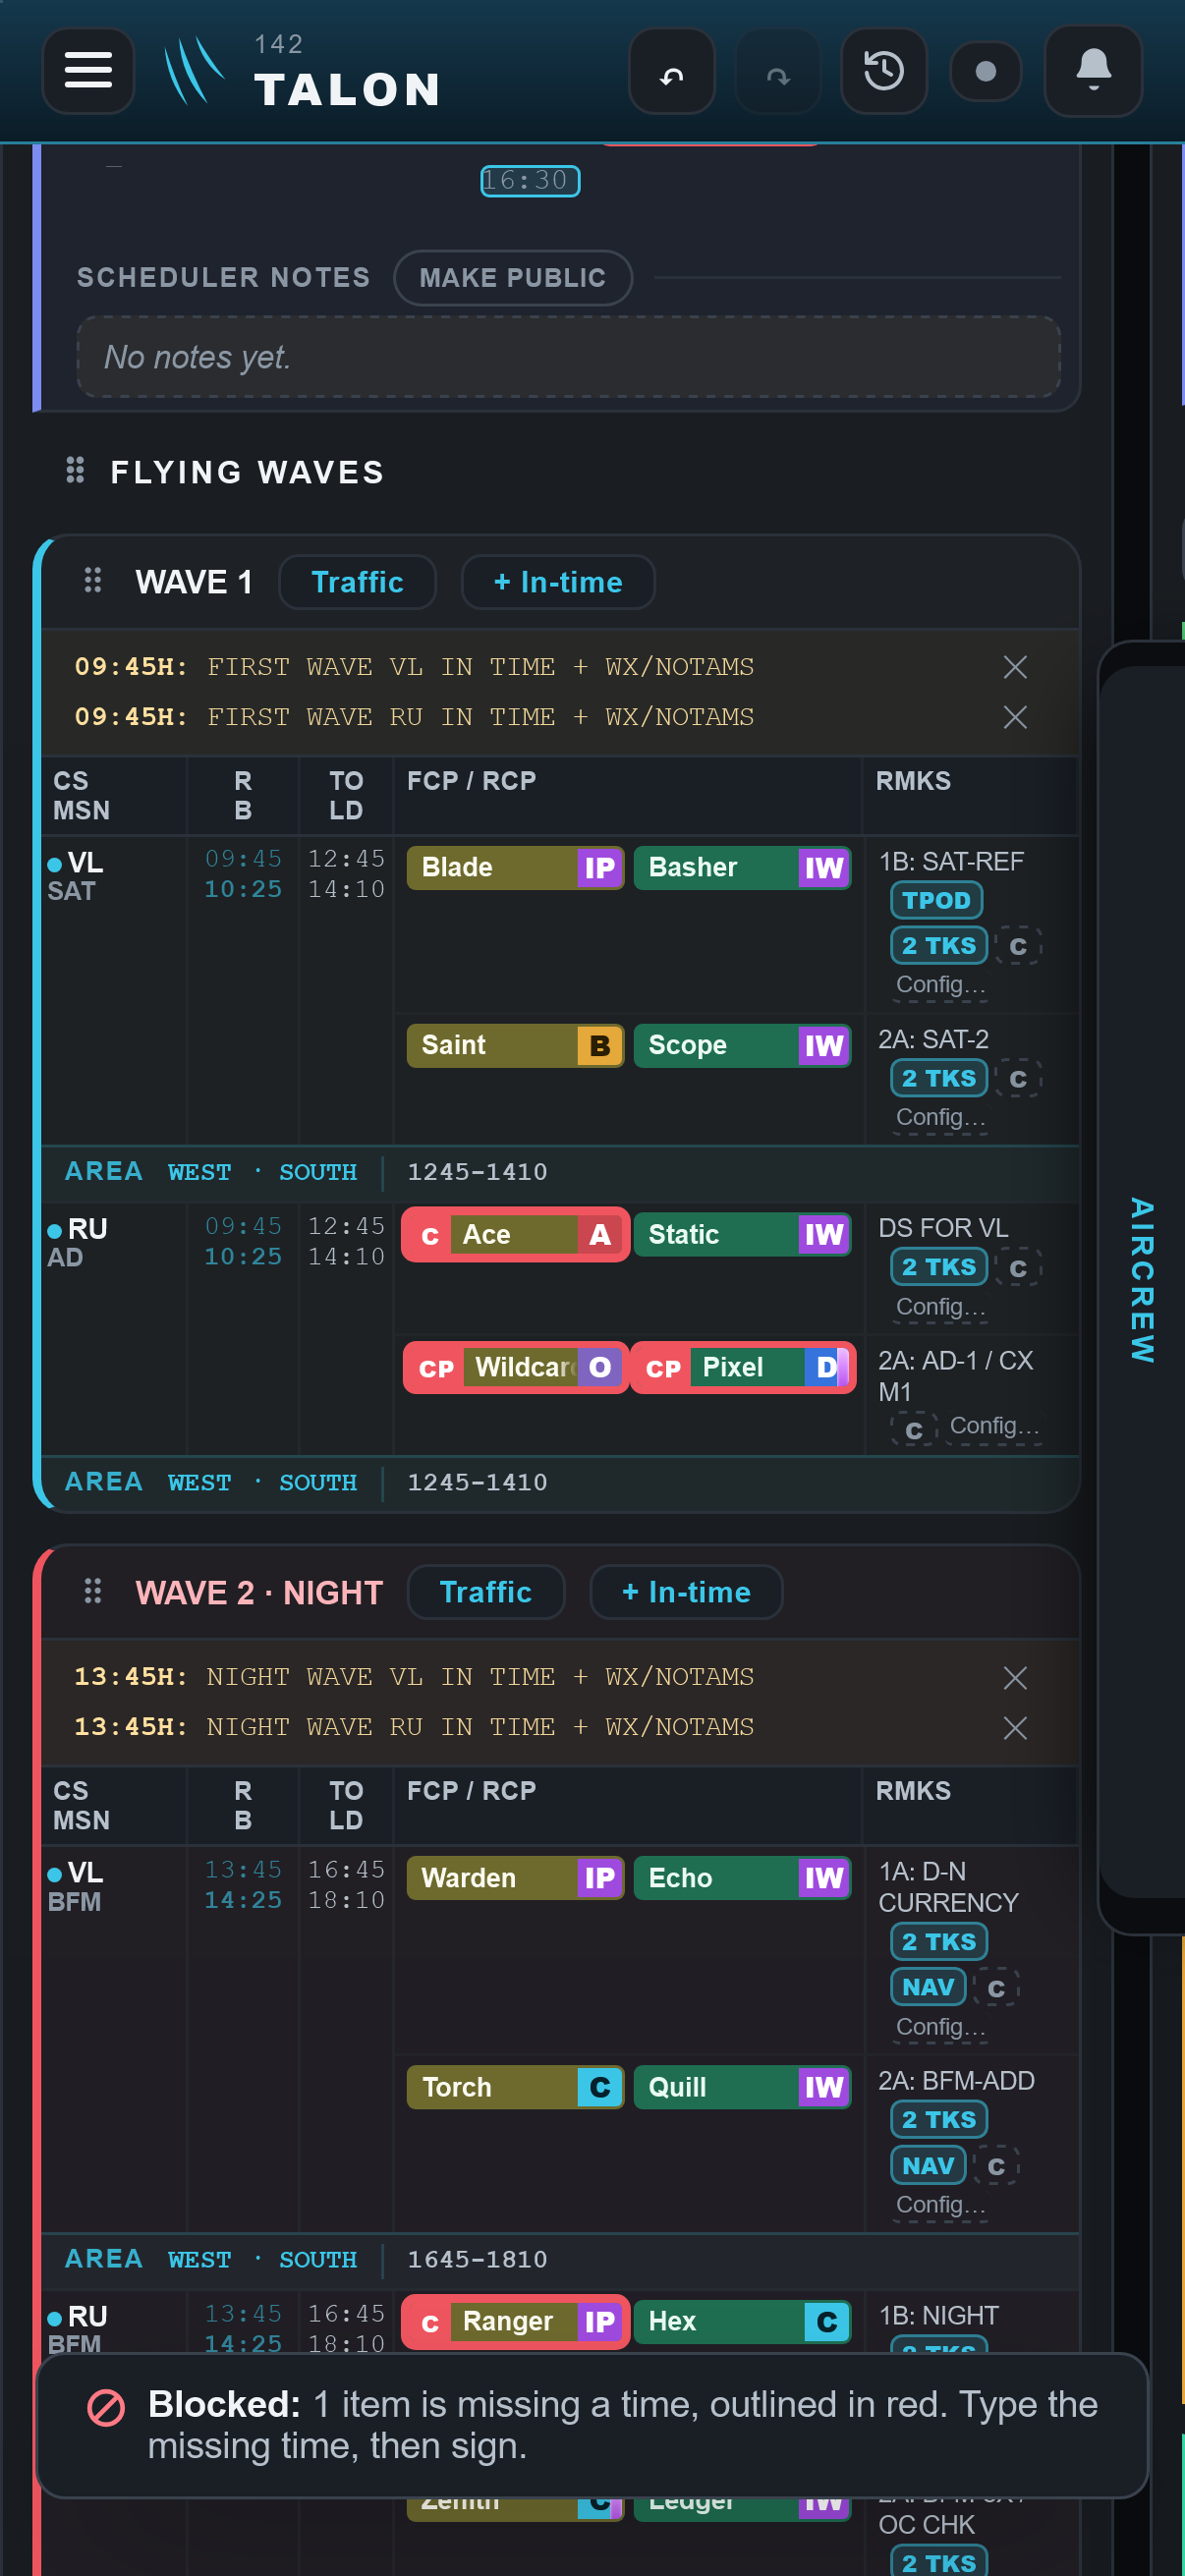 142
TALON
16:30
SCHEDULER NOTES MAKE PUBLIC
No notes yet.
FLYING WAVES
WAVE 1 Traffic + In-time
09:45H: FIRST WAVE VL IN TIME + WX/NOTAMS
09:45H: FIRST WAVE RU IN TIME + WX/NOTAMS
CS R TO FCP / RCP RMKS
MSN B LD
VL 09:45 12:45 Blade IP Basher IW 1B: SAT-REF
SAT 10:25 14:10 TPOD
2 TKS C
Config...
Saint B Scope IW 2A: SAT-2
2 TKS C
Config...
AREA WEST · SOUTH 1245-1410
RU 09:45 12:45 C Ace A Static IW DS FOR VL
AD 10:25 14:10 2 TKS C
Config...
CP Wildcar O CP Pixel D 2A: AD-1 / CX
M1
C Config...
AREA WEST · SOUTH 1245-1410
AIRCREW
WAVE 2 · NIGHT Traffic + In-time
13:45H: NIGHT WAVE VL IN TIME + WX/NOTAMS
13:45H: NIGHT WAVE RU IN TIME + WX/NOTAMS
CS R TO FCP / RCP RMKS
MSN B LD
VL 13:45 16:45 Warden IP Echo IW 1A: D-N
BFM 14:25 18:10 CURRENCY
2 TKS
NAV C
Config...
Torch C Quill IW 2A: BFM-ADD
2 TKS
NAV C
Config...
AREA WEST · SOUTH 1645-1810
RU 13:45 16:45 C Ranger IP Hex C 1B: NIGHT
BFM 14:25 18:10 2 TKS
Blocked: 1 item is missing a time, outlined in red. Type the
missing time, then sign.
Zenith C Ledger IW
OC CHK
2 TKS